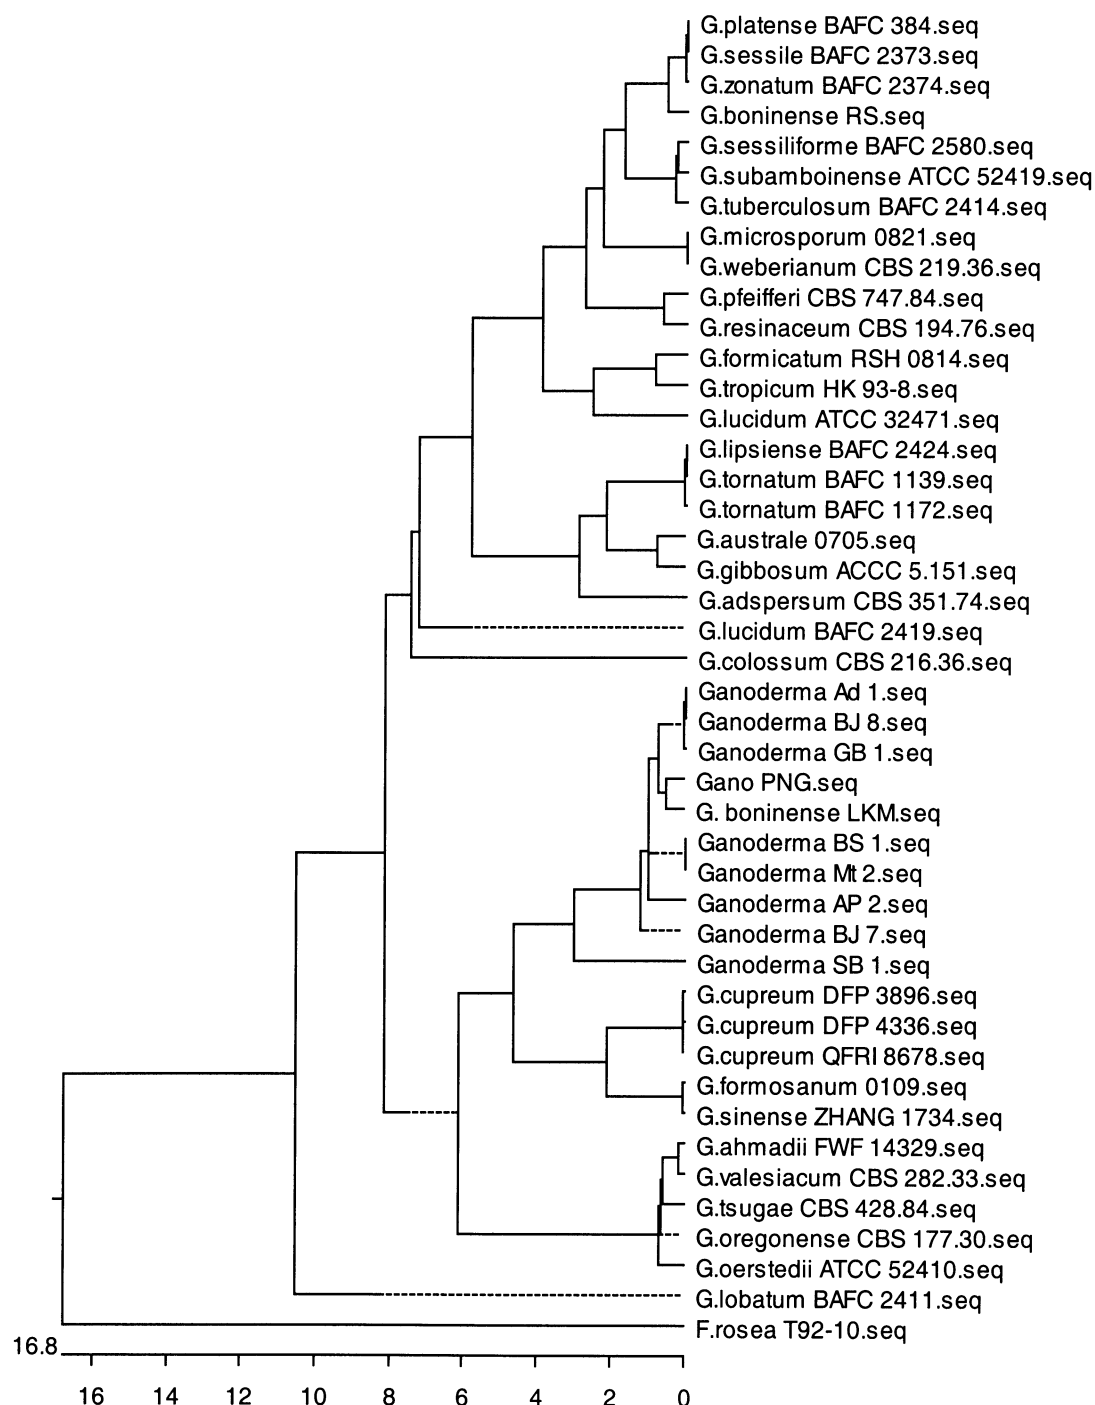 G.platense BAFC 384.seq
G.sessile BAFC 2373.seq
G.zonatum BAFC 2374.seq
G.boninense RS.seq
G.sessiliforme BAFC 2580.seq
G.subamboinense ATCC 52419.seq
G.tuberculosum BAFC 2414.seq
G.microsporum 0821.seq
G.weberianum CBS 219.36.seq
G.pfeifferi CBS 747.84.seq
G.resinaceum CBS 194.76.seq
G.formicatum RSH 0814.seq
G.tropicum HK 93-8.seq
G.lucidum ATCC 32471.seq
G.lipsiense BAFC 2424.seq
G.tornatum BAFC 1139.seq
G.tornatum BAFC 1172.seq
G.australe 0705.seq
G.gibbosum ACCC 5.151.seq
G.adspersum CBS 351.74.seq
G.lucidum BAFC 2419.seq
G.colossum CBS 216.36.seq
Ganoderma Ad 1.seq
Ganoderma BJ 8.seq
Ganoderma GB 1.seq
Gano PNG.seq
G. boninense LKM.seq
Ganoderma BS 1.seq
Ganoderma Mt 2.seq
Ganoderma AP 2.seq
Ganoderma BJ 7.seq
Ganoderma SB 1.seq
G.cupreum DFP 3896.seq
G.cupreum DFP 4336.seq
G.cupreum QFRI 8678.seq
G.formosanum 0109.seq
G.sinense ZHANG 1734.seq
G.ahmadii FWF 14329.seq
G.valesiacum CBS 282.33.seq
G.tsugae CBS 428.84.seq
G.oregonense CBS 177.30.seq
G.oerstedii ATCC 52410.seq
G.lobatum BAFC 2411.seq
F.rosea T92-10.seq
16.8
16 14 12 10 8 6 4 2 0